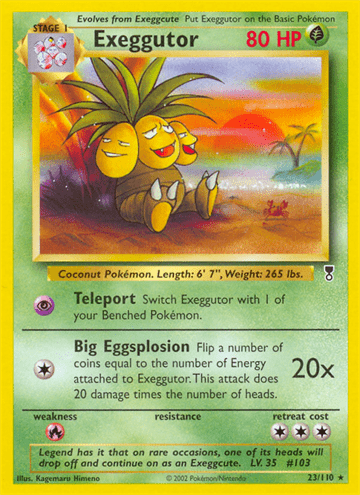 Evolves from Exeggcute Put Exeggutor on the Basic Pokémon
STAGE 1
Exeggutor 80 HP
Coconut Pokémon. Length: 6' 7", Weight: 265 lbs.
Teleport Switch Exeggutor with 1 of
your Benched Pokémon.
Big Eggsplosion Flip a number of
coins equal to the number of Energy
attached to Exeggutor. This attack does
20 damage times the number of heads.
20x
weakness resistance retreat cost
Legend has it that on rare occasions, one of its heads will
drop off and continue on as an Exeggcute. LV. 35 #103
Illus. Kagemaru Himeno ©2002 Pokémon/Nintendo 23/110 ★